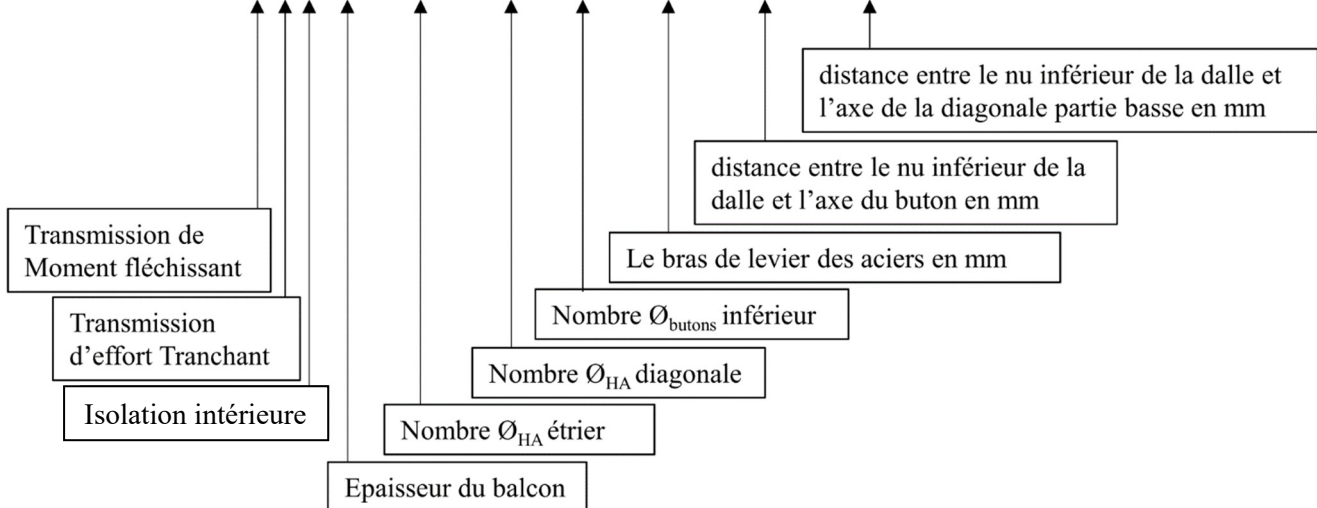 distance entre le nu inférieur de la dalle et
l’axe de la diagonale partie basse en mm
distance entre le nu inférieur de la
dalle et l’axe du buton en mm
Transmission de
Moment fléchissant
Le bras de levier des aciers en mm
Nombre Øbutons inférieur
Transmission
d’effort Tranchant
Nombre ØHA diagonale
Isolation intérieure
Nombre ØHA étrier
Epaisseur du balcon